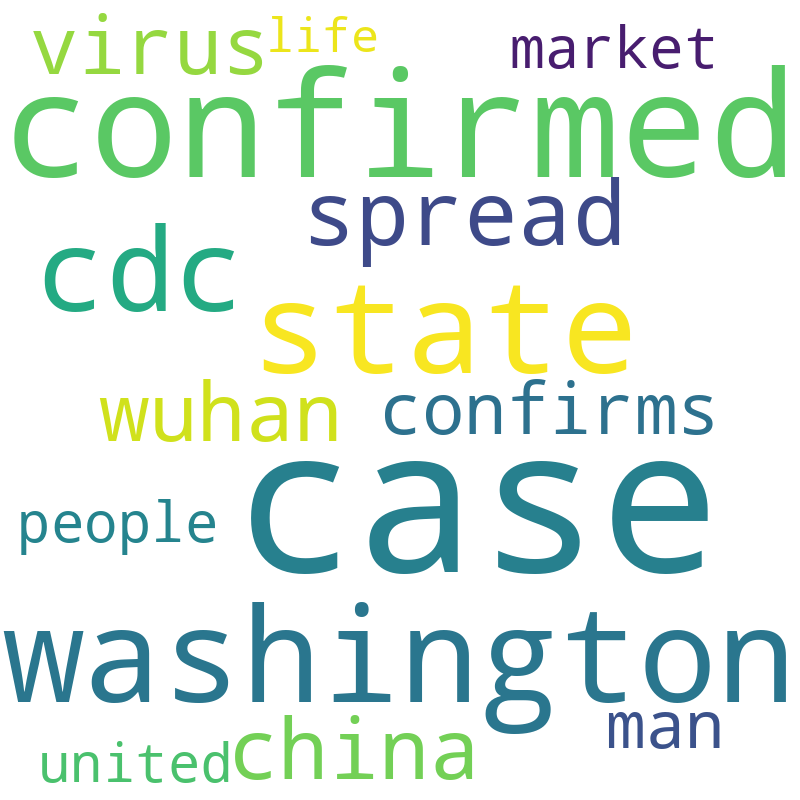 virus life market
confirmed
spread
cdc
state
wuhan confirms
case
people
washington
man
united china